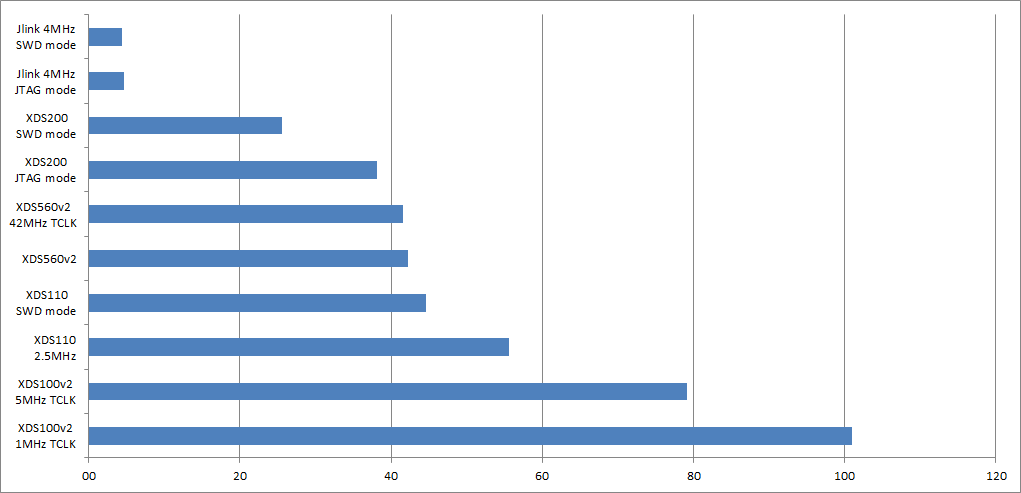 Jlink 4MHz
SWD mode
Jlink 4MHz
JTAG mode
XDS200
SWD mode
XDS200
JTAG mode
XDS560v2
42MHz TCLK
XDS560v2
XDS110
SWD mode
XDS110
2.5MHz
XDS100v2
5MHz TCLK
XDS100v2
1MHz TCLK
00 20 40 60 80 100 120